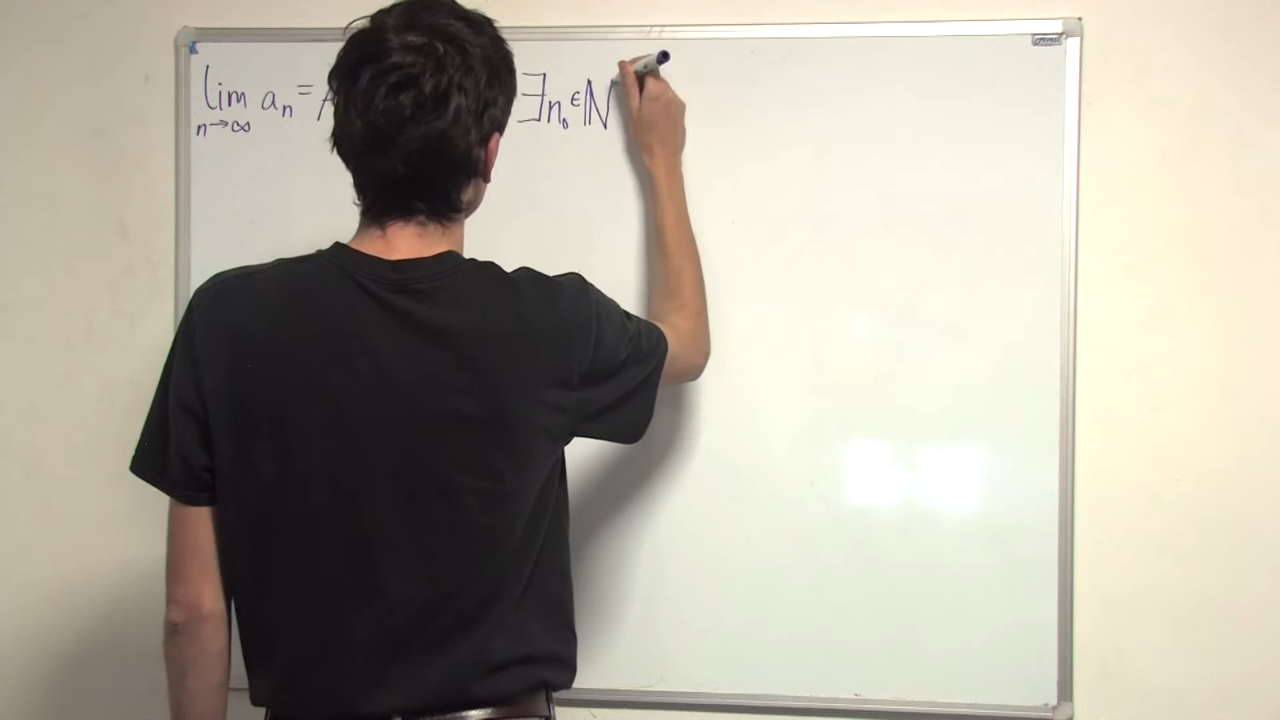 lim aₙ = A ∃n₀∈ℕ
n→∞